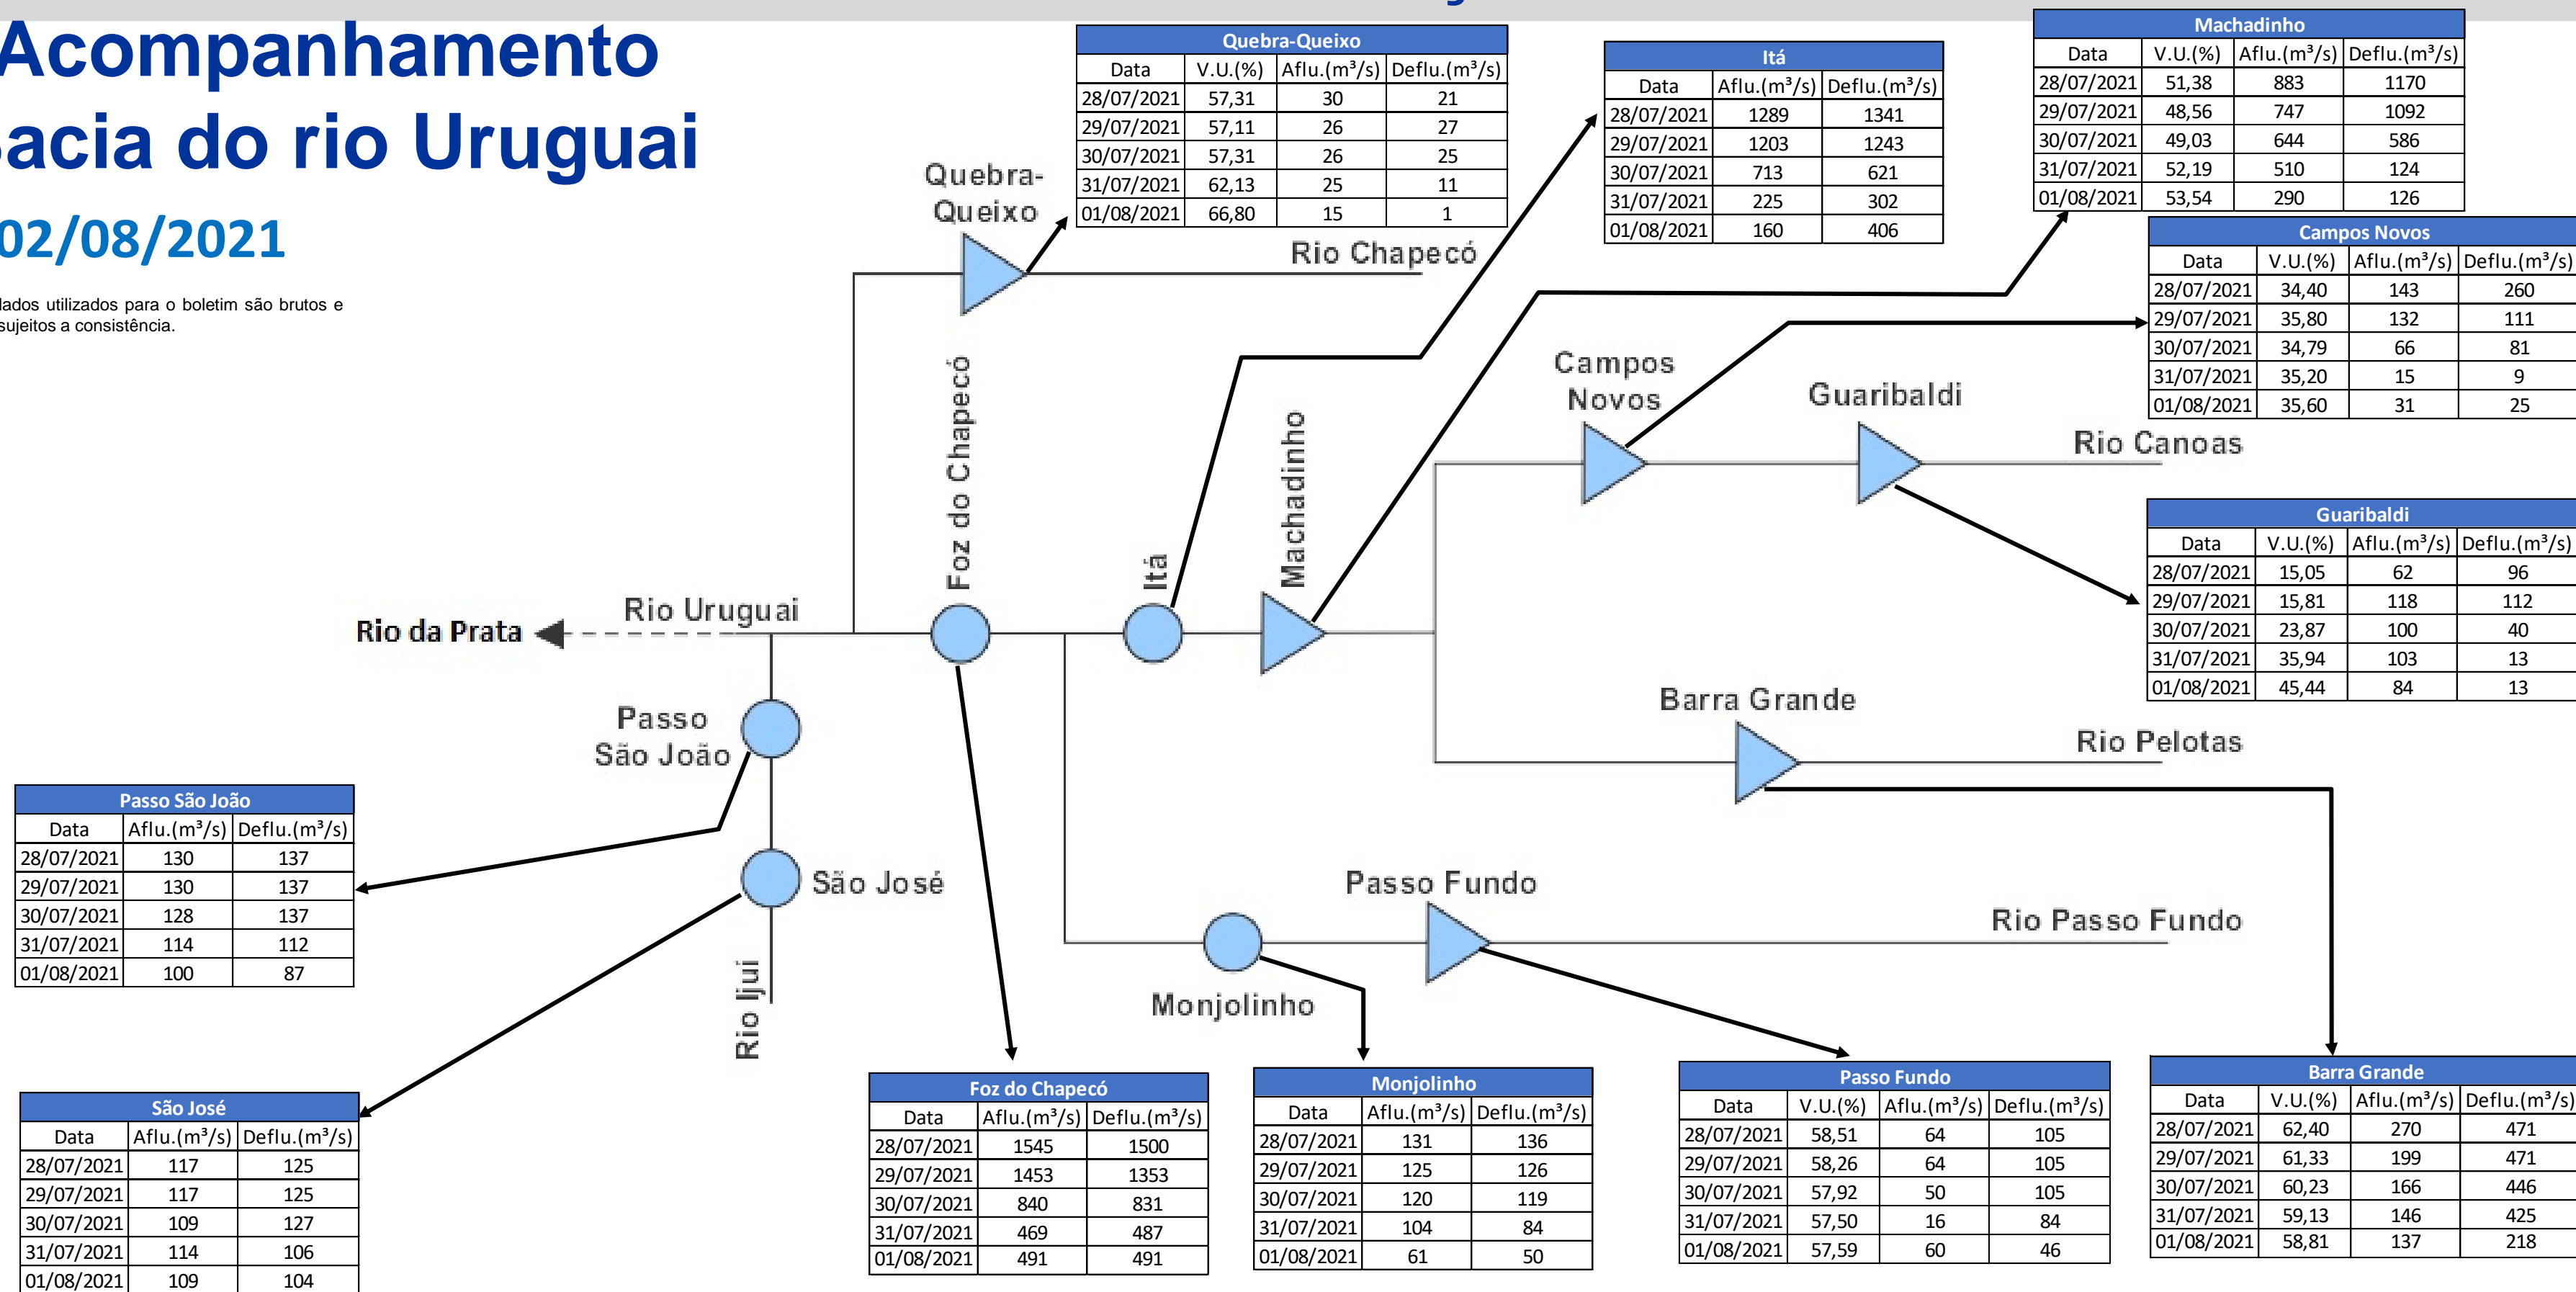 Acompanhamento
acia do rio Uruguai
02/08/2021
dados utilizados para o boletim são brutos e
sujeitos a consistência.
Quebra-Queixo
Data V.U.(%) Aflu.(m³/s) Deflu.(m³/s)
28/07/2021 57,31 30 21
29/07/2021 57,11 26 27
30/07/2021 57,31 26 25
31/07/2021 62,13 25 11
01/08/2021 66,80 15 1
Itá
Data Aflu.(m³/s) Deflu.(m³/s)
28/07/2021 1289 1341
29/07/2021 1203 1243
30/07/2021 713 621
31/07/2021 225 302
01/08/2021 160 406
Machadinho
Data V.U.(%) Aflu.(m³/s) Deflu.(m³/s)
28/07/2021 51,38 883 1170
29/07/2021 48,56 747 1092
30/07/2021 49,03 644 586
31/07/2021 52,19 510 124
01/08/2021 53,54 290 126
Campos Novos
Data V.U.(%) Aflu.(m³/s) Deflu.(m³/s)
28/07/2021 34,40 143 260
29/07/2021 35,80 132 111
30/07/2021 34,79 66 81
31/07/2021 35,20 15 9
01/08/2021 35,60 31 25
Quebra-
Queixo
Rio Chapecó
Foz do Chapecó
Itá
Machadinho
Campos
Novos
Guaribaldi
Rio Canoas
Guaribaldi
Data V.U.(%) Aflu.(m³/s) Deflu.(m³/s)
28/07/2021 15,05 62 96
29/07/2021 15,81 118 112
30/07/2021 23,87 100 40
31/07/2021 35,94 103 13
01/08/2021 45,44 84 13
Rio da Prata
Rio Uruguai
Passo
São João
Barra Grande
Rio Pelotas
São José
Rio Ijui
Passo Fundo
Rio Passo Fundo
Monjolinho
Passo São João
Data Aflu.(m³/s) Deflu.(m³/s)
28/07/2021 130 137
29/07/2021 130 137
30/07/2021 128 137
31/07/2021 114 112
01/08/2021 100 87
São José
Data Aflu.(m³/s) Deflu.(m³/s)
28/07/2021 117 125
29/07/2021 117 125
30/07/2021 109 127
31/07/2021 114 106
01/08/2021 109 104
Foz do Chapecó
Data Aflu.(m³/s) Deflu.(m³/s)
28/07/2021 1545 1500
29/07/2021 1453 1353
30/07/2021 840 831
31/07/2021 469 487
01/08/2021 491 491
Monjolinho
Data Aflu.(m³/s) Deflu.(m³/s)
28/07/2021 131 136
29/07/2021 125 126
30/07/2021 120 119
31/07/2021 104 84
01/08/2021 61 50
Passo Fundo
Data V.U.(%) Aflu.(m³/s) Deflu.(m³/s)
28/07/2021 58,51 64 105
29/07/2021 58,26 64 105
30/07/2021 57,92 50 105
31/07/2021 57,50 16 84
01/08/2021 57,59 60 46
Barra Grande
Data V.U.(%) Aflu.(m³/s) Deflu.(m³/s)
28/07/2021 62,40 270 471
29/07/2021 61,33 199 471
30/07/2021 60,23 166 446
31/07/2021 59,13 146 425
01/08/2021 58,81 137 218